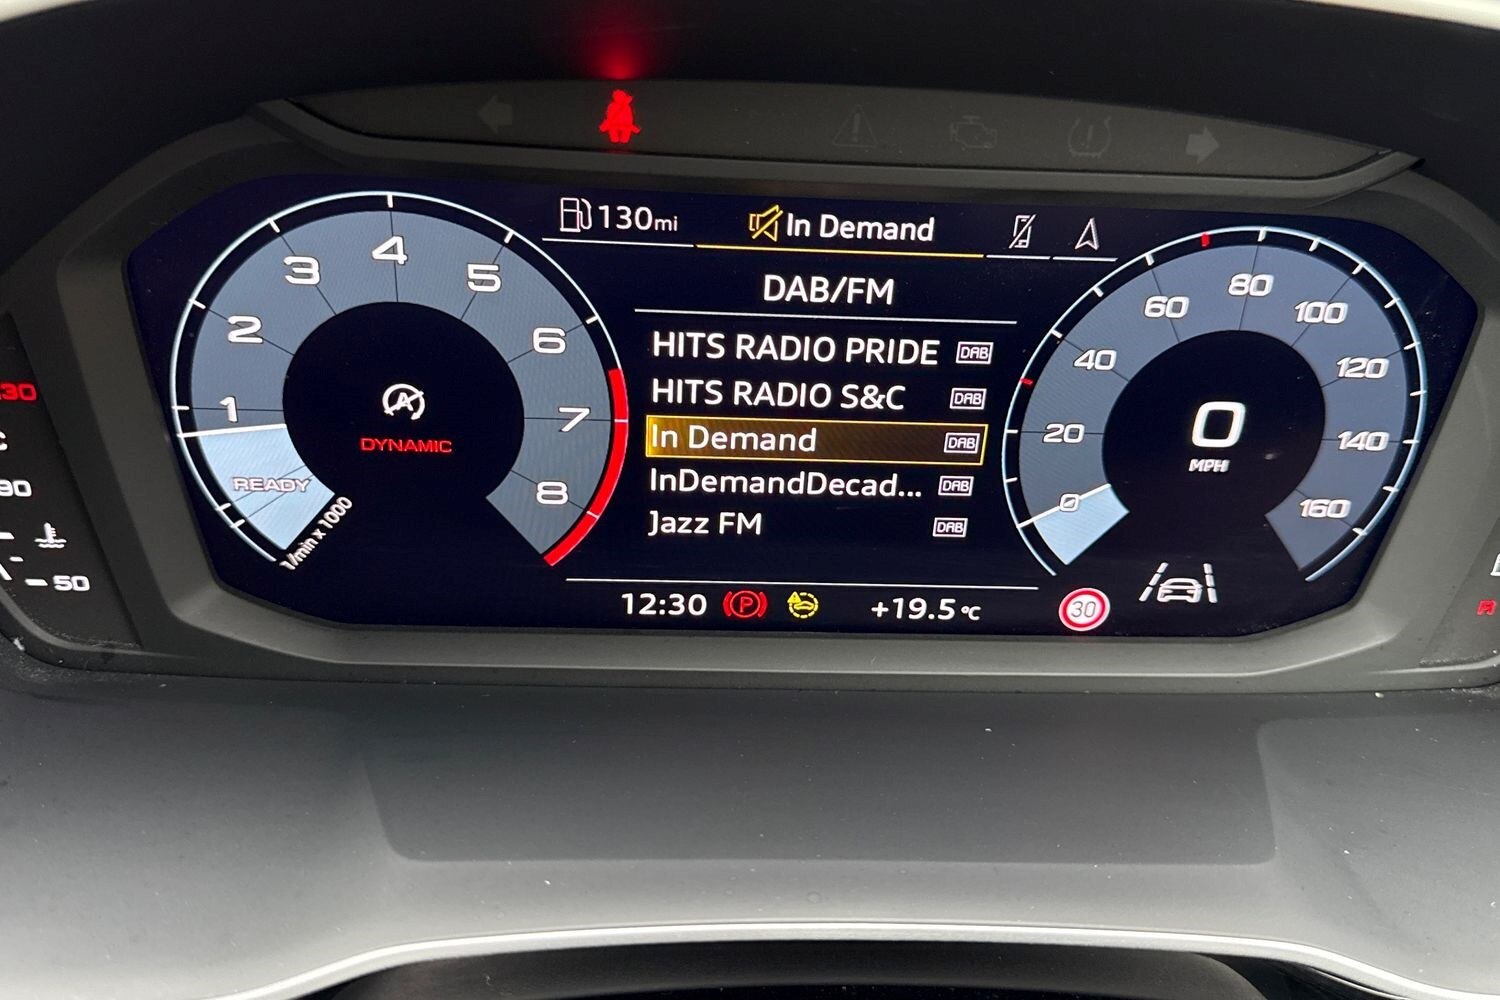 130mi
In Demand
DAB/FM
HITS RADIO PRIDE DAB
HITS RADIO S&C DAB
In Demand DAB
InDemandDecad... DAB
Jazz FM DAB
12:30 P +19.5°C
30
1
2
3
4
5
6
7
8
READY
1/min x 1000
A
DYNAMIC
0
20
40
60
80
100
120
140
160
0
MPH
130
90
50